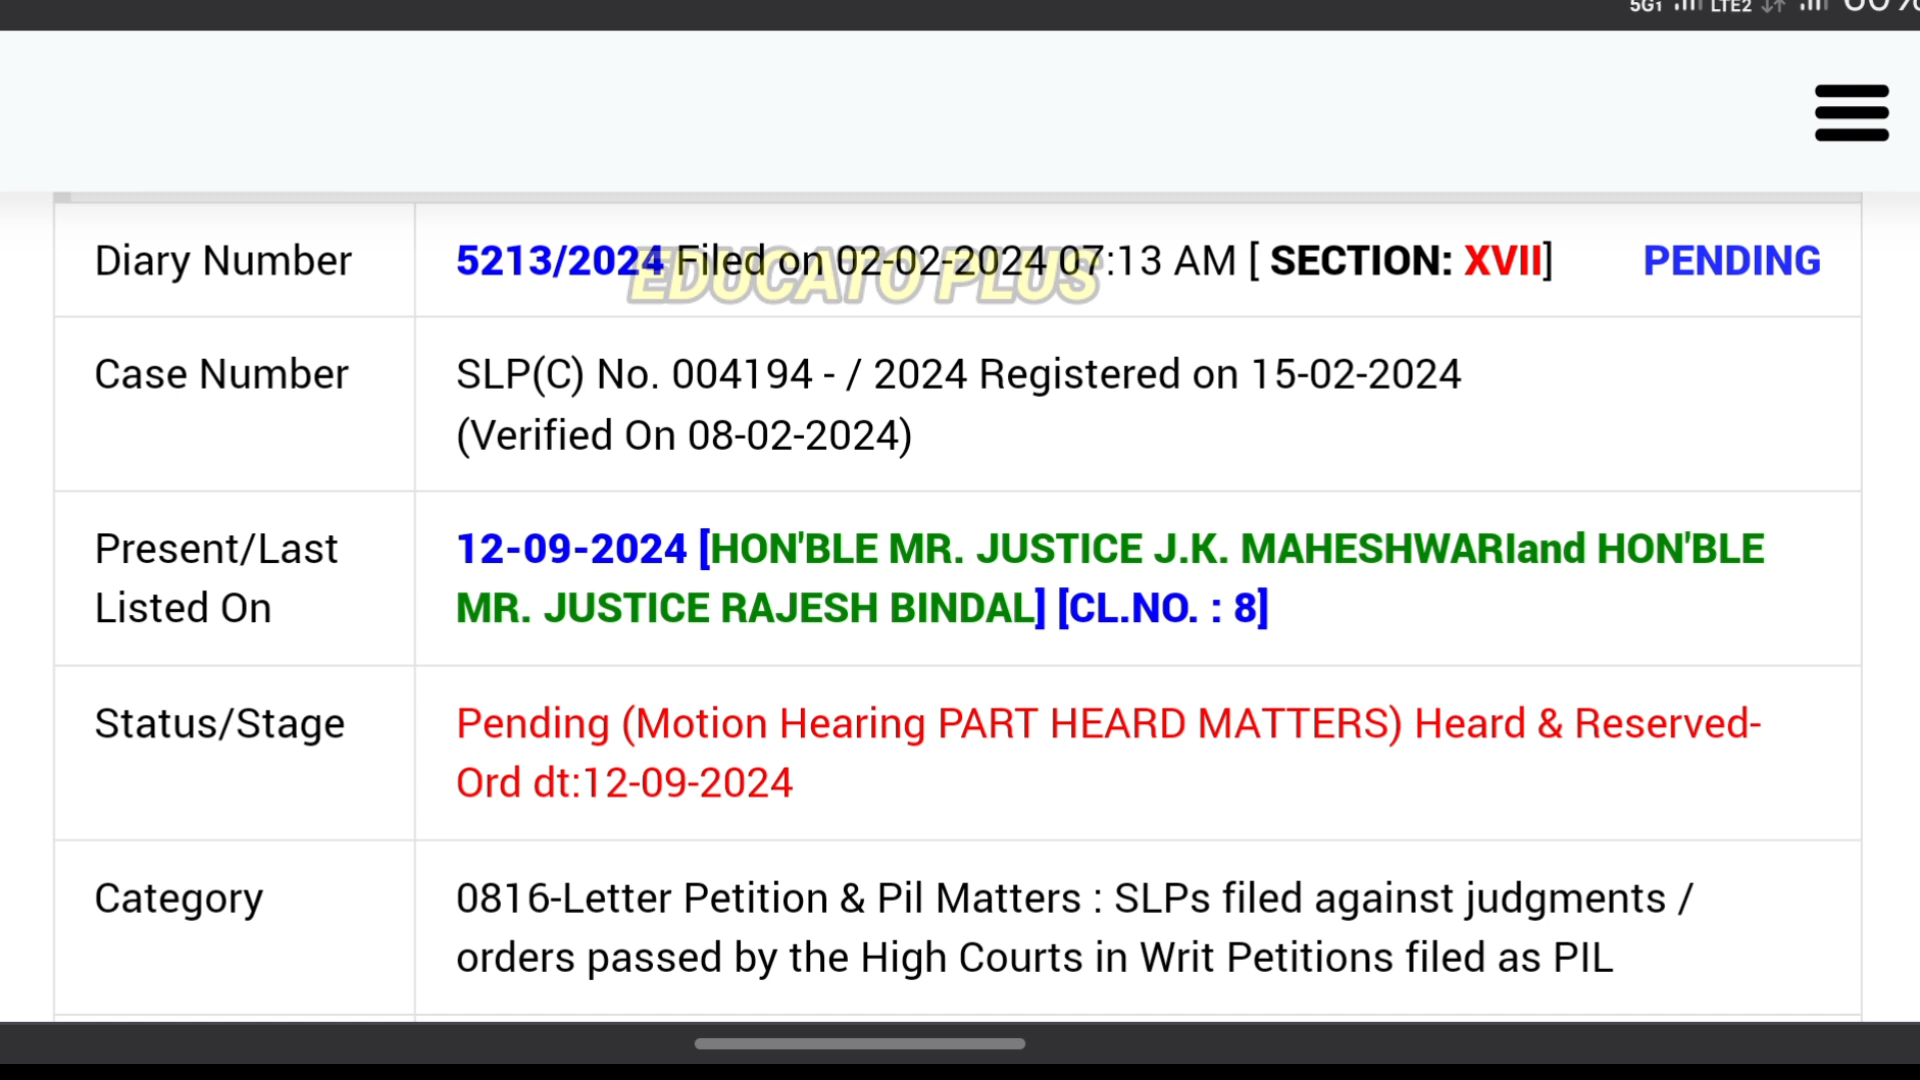 5G1 LTE2
Diary Number 5213/2024 Filed on 02-02-2024 07:13 AM [ SECTION: XVII] PENDING
EDUCATO PLUS
Case Number SLP(C) No. 004194 - / 2024 Registered on 15-02-2024
(Verified On 08-02-2024)
Present/Last 12-09-2024 [HON'BLE MR. JUSTICE J.K. MAHESHWARIand HON'BLE
Listed On MR. JUSTICE RAJESH BINDAL] [CL.NO. : 8]
Status/Stage Pending (Motion Hearing PART HEARD MATTERS) Heard & Reserved-
Ord dt:12-09-2024
Category 0816-Letter Petition & Pil Matters : SLPs filed against judgments /
orders passed by the High Courts in Writ Petitions filed as PIL